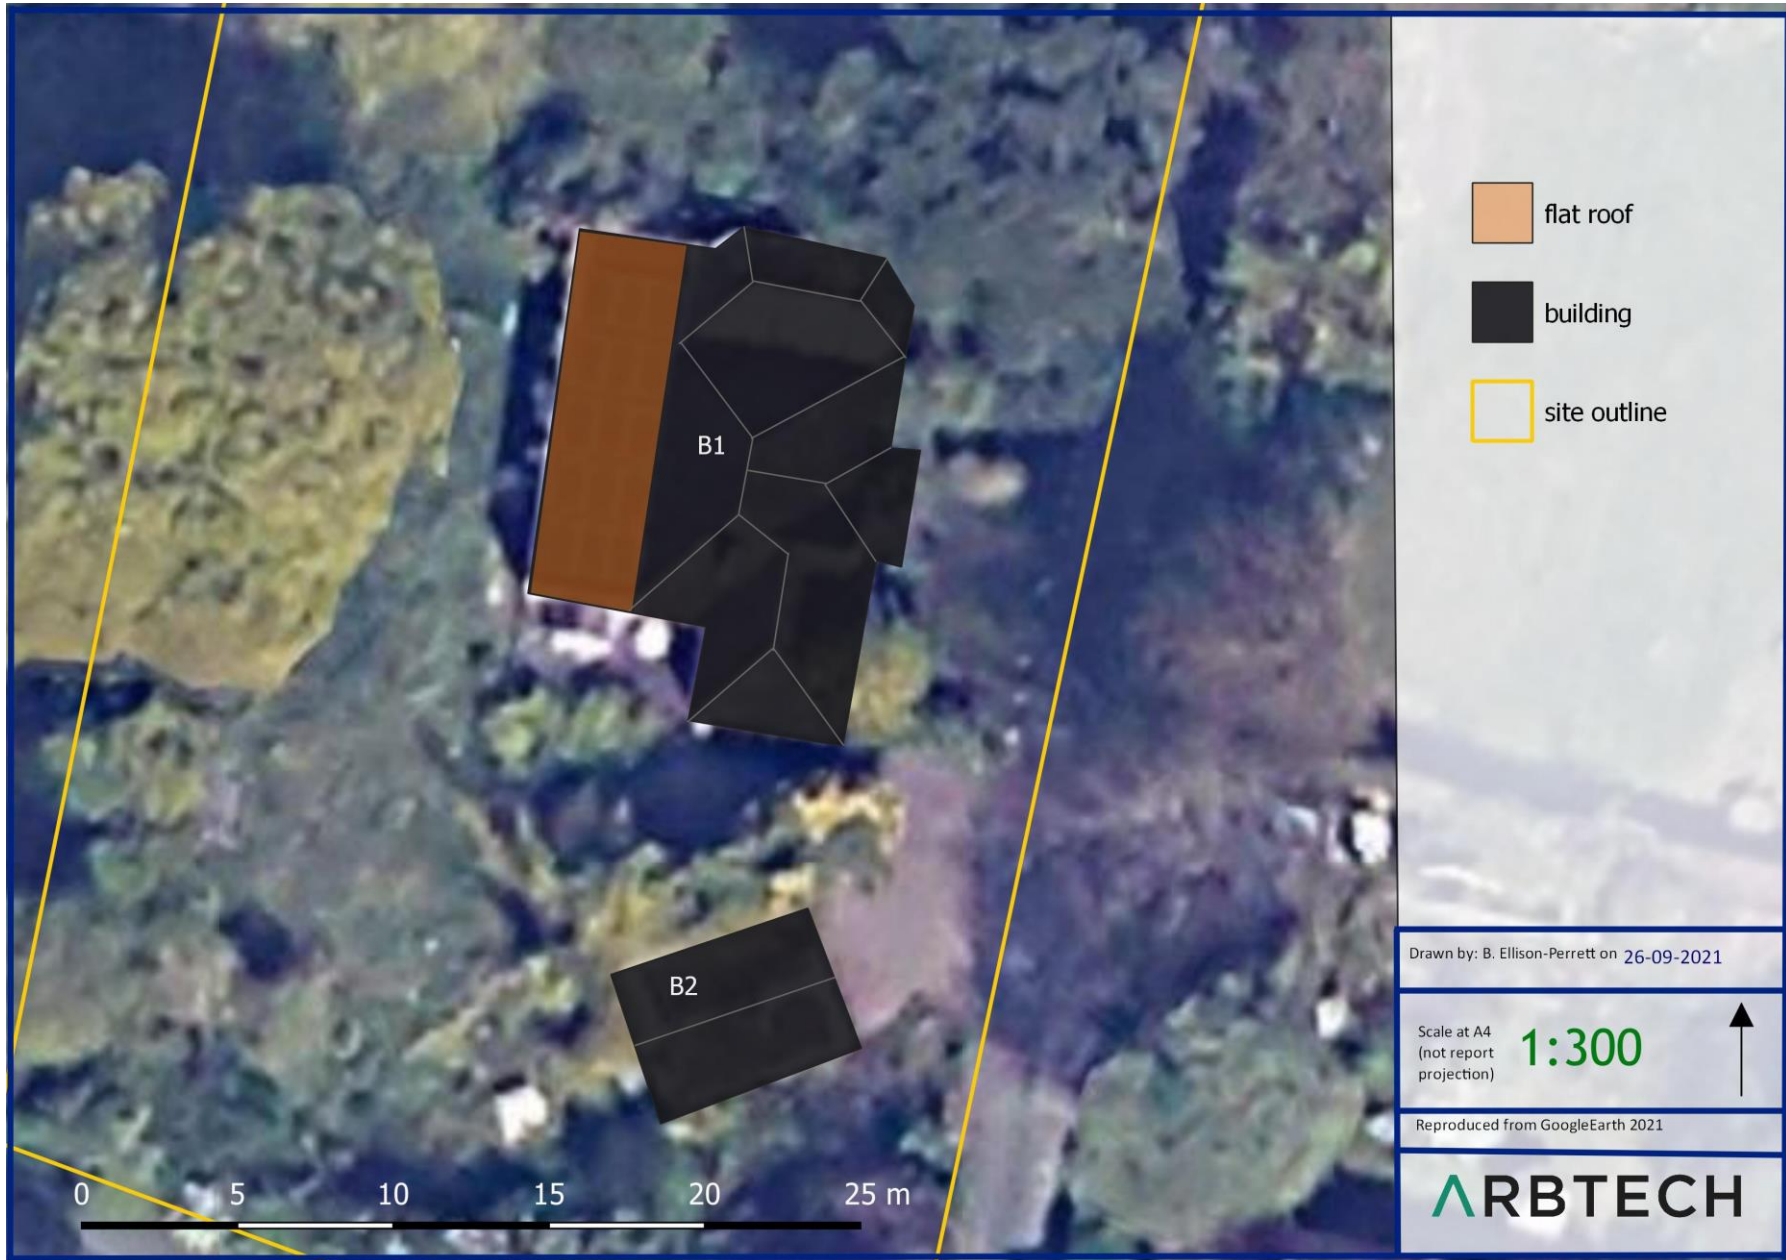 flat roof
building
site outline
B1
B2
0 5 10 15 20 25 m
Drawn by: B. Ellison-Perrett on 26-09-2021
Scale at A4
(not report
projection)
1:300
Reproduced from GoogleEarth 2021
ARBTECH